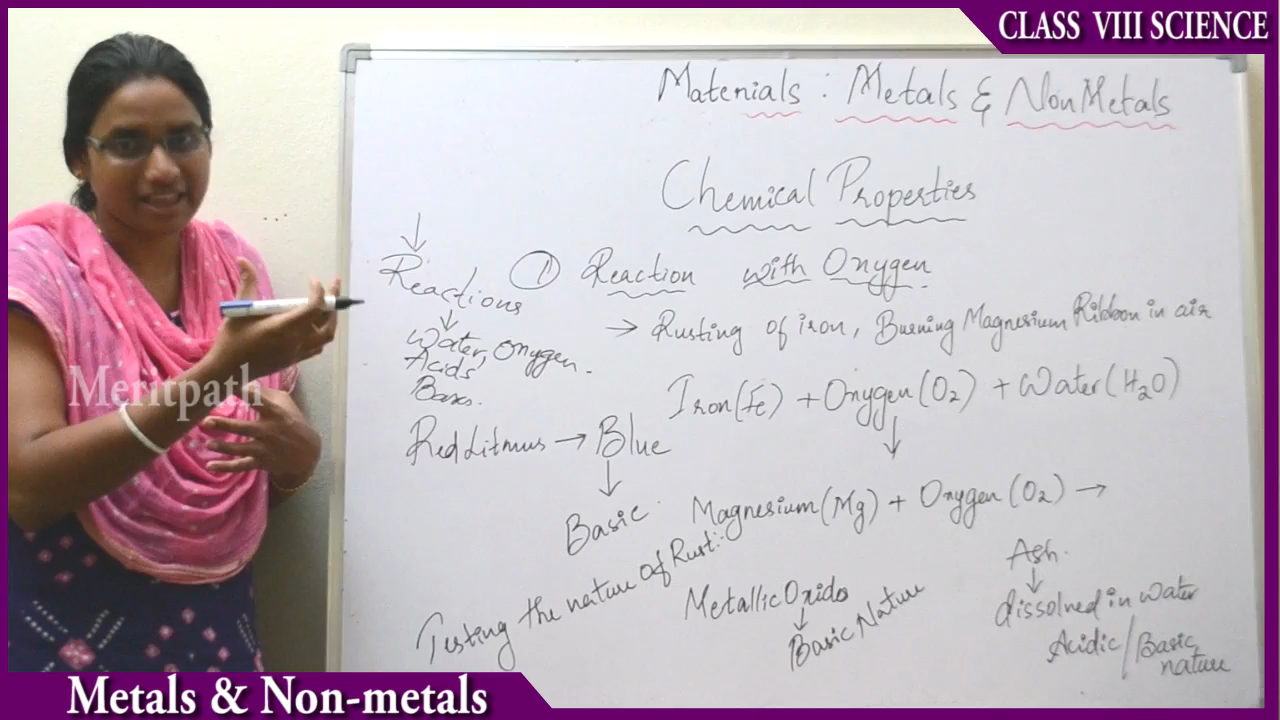 CLASS VIII SCIENCE
Materials : Metals & NonMetals
Chemical Properties
Reactions
Water, Oxygen.
Acids,
Bases.
Red Litmus → Blue
Basic
① Reaction with Oxygen
→ Rusting of iron, Burning Magnesium Ribbon in air
Iron(Fe) + Oxygen (O2) + Water (H2O)
Magnesium (Mg) + Oxygen (O2) →
Testing the nature of Rust:-
Metallic Oxide
Basic Nature
Ash.
dissolved in water
Acidic/Basic
nature
Meritpath
Metals & Non-metals